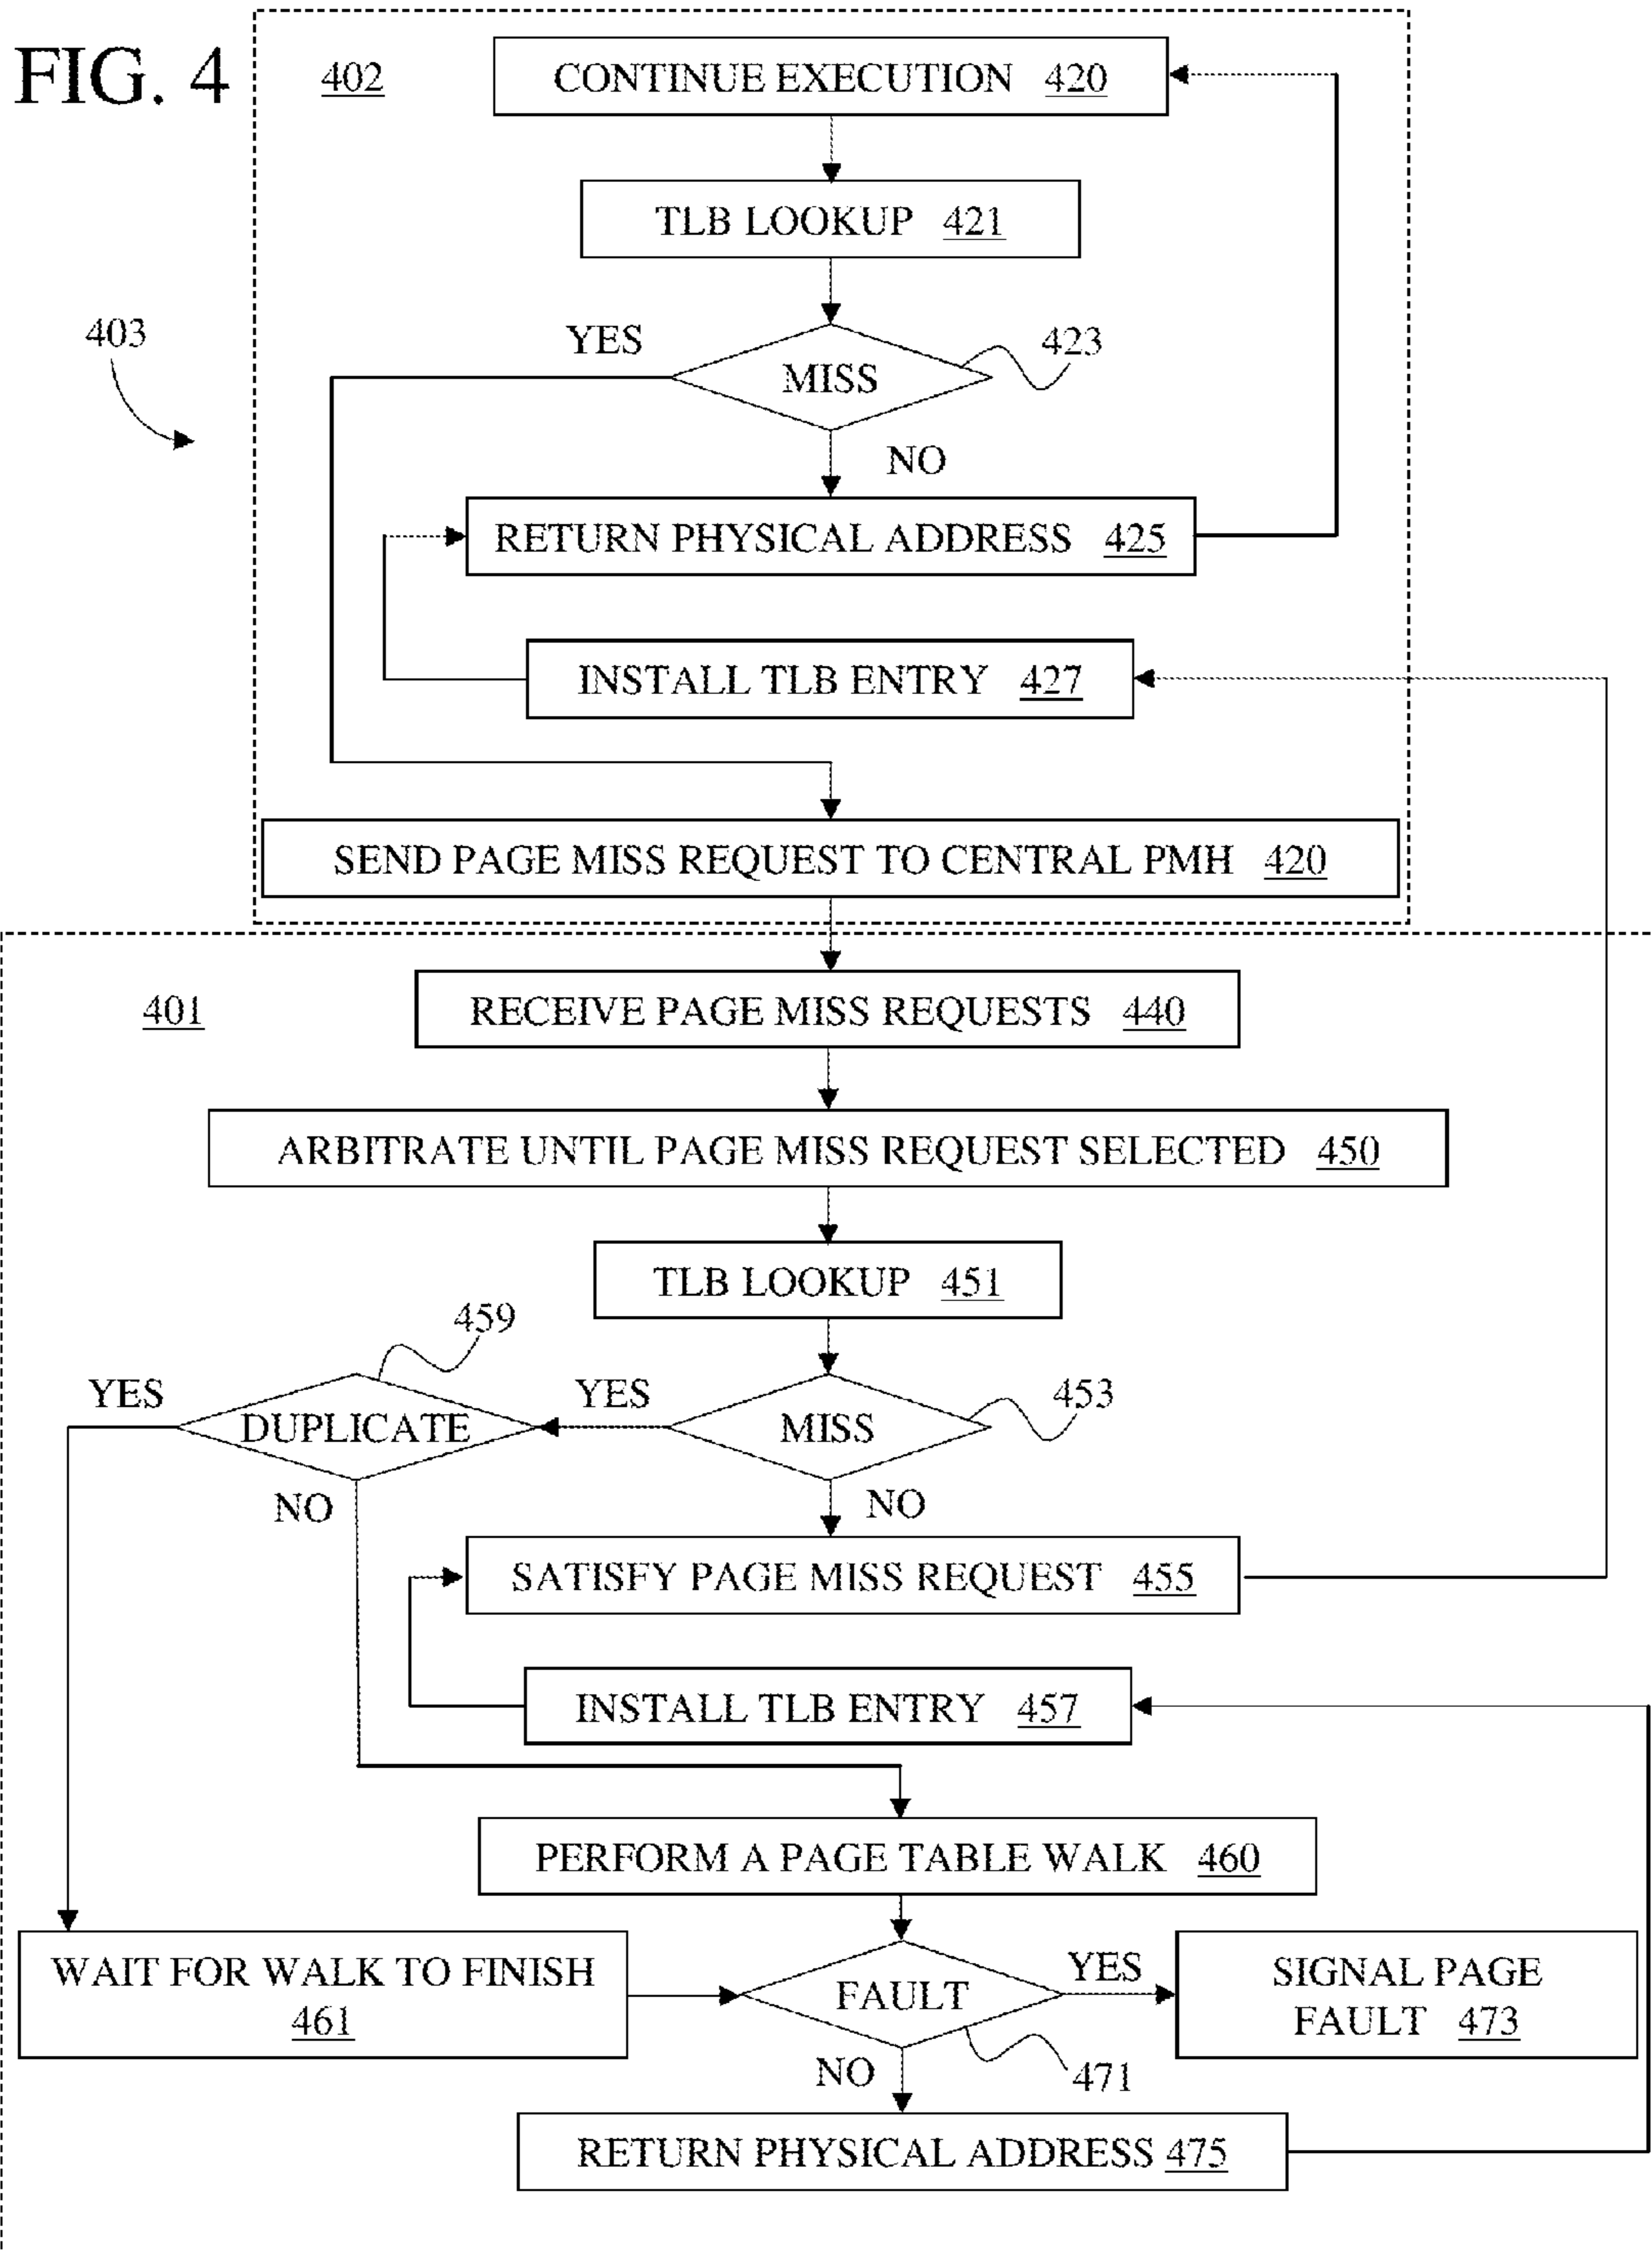 FIG. 4
402
CONTINUE EXECUTION 420
TLB LOOKUP 421
403
YES
MISS
423
NO
RETURN PHYSICAL ADDRESS 425
INSTALL TLB ENTRY 427
SEND PAGE MISS REQUEST TO CENTRAL PMH 420
401
RECEIVE PAGE MISS REQUESTS 440
ARBITRATE UNTIL PAGE MISS REQUEST SELECTED 450
TLB LOOKUP 451
459
YES
DUPLICATE
YES
MISS
453
NO
NO
SATISFY PAGE MISS REQUEST 455
INSTALL TLB ENTRY 457
PERFORM A PAGE TABLE WALK 460
WAIT FOR WALK TO FINISH
461
FAULT
YES
SIGNAL PAGE
FAULT 473
NO
471
RETURN PHYSICAL ADDRESS 475